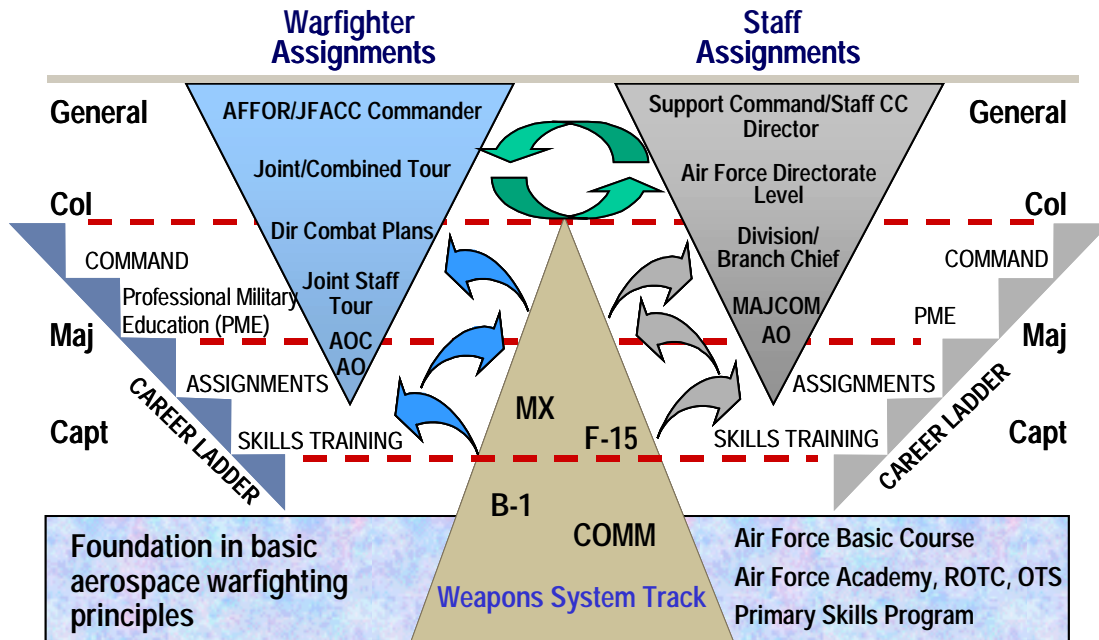 Warfighter
Assignments
Staff
Assignments
General
AFFOR/JFACC Commander
Support Command/Staff CC
Director
General
Joint/Combined Tour
Air Force Directorate
Level
Col
Col
Dir Combat Plans
Division/
Branch Chief
COMMAND
COMMAND
Professional Military
Education (PME)
Joint Staff
Tour
MAJCOM
AO
PME
Maj
AOC
AO
Maj
ASSIGNMENTS
ASSIGNMENTS
CAREER LADDER
CAREER LADDER
MX
F-15
Capt
SKILLS TRAINING
SKILLS TRAINING
Capt
B-1
COMM
Weapons System Track
Foundation in basic
aerospace warfighting
principles
Air Force Basic Course
Air Force Academy, ROTC, OTS
Primary Skills Program